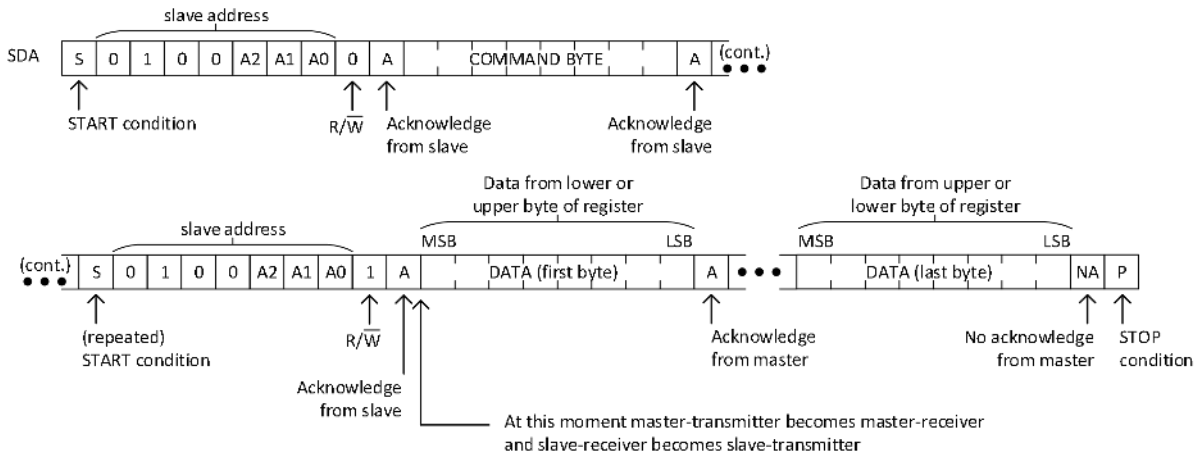 slave address
SDA S 0 1 0 0 A2 A1 A0 0 A COMMAND BYTE A (cont.)
START condition R/W̅ Acknowledge Acknowledge
from slave from slave
Data from lower or Data from upper or
upper byte of register lower byte of register
slave address
MSB LSB MSB LSB
(cont.) S 0 1 0 0 A2 A1 A0 1 A DATA (first byte) A DATA (last byte) NA P
(repeated) R/W̅ Acknowledge No acknowledge STOP
START condition from master from master condition
Acknowledge
from slave
At this moment master-transmitter becomes master-receiver
and slave-receiver becomes slave-transmitter